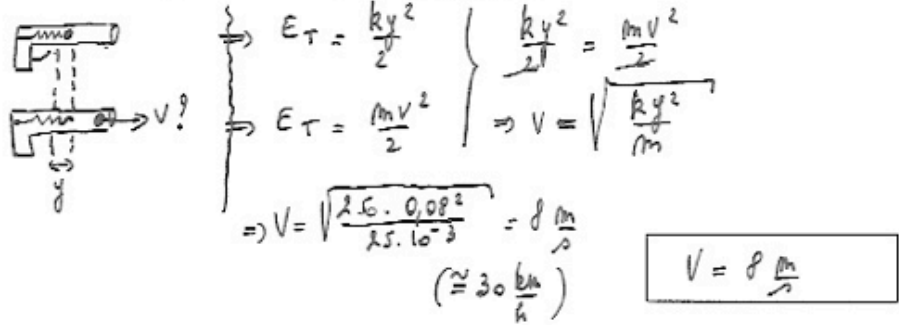 ⇒ E_T = ky²/2
ky²/2 = mv²/2
V?
⇒ E_T = mv²/2
⇒ V = √(ky²/m)
y
⇒ V = √(250 . 0,08² / 25.10⁻³) = 8 m/s
(≅ 30 km/h)
V = 8 m/s